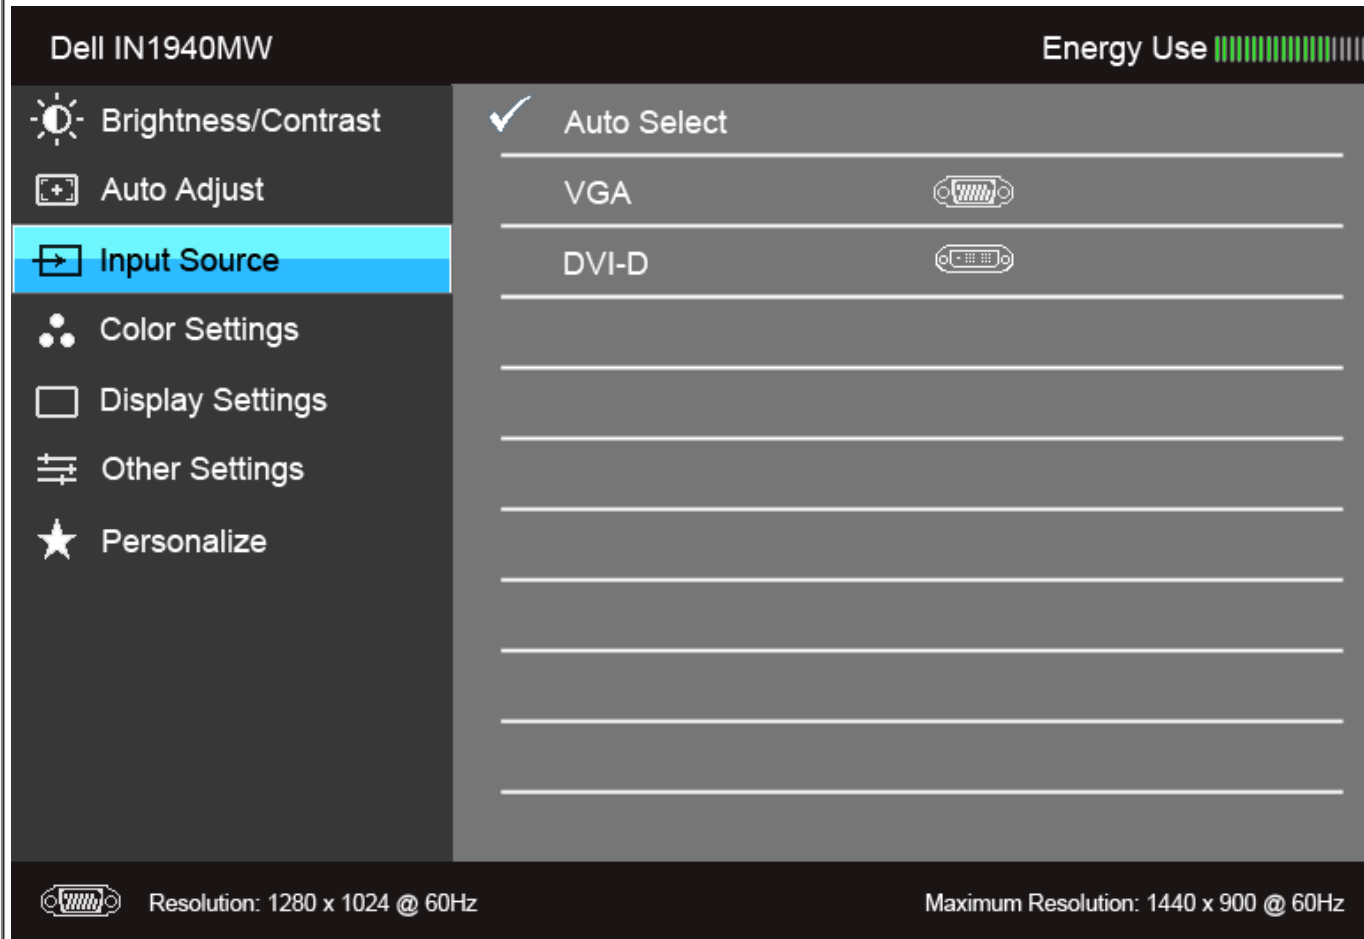 Dell IN1940MW
Energy Use
Brightness/Contrast
Auto Adjust
Input Source
Color Settings
Display Settings
Other Settings
Personalize
Auto Select
VGA
DVI-D
Resolution: 1280 x 1024 @ 60Hz
Maximum Resolution: 1440 x 900 @ 60Hz